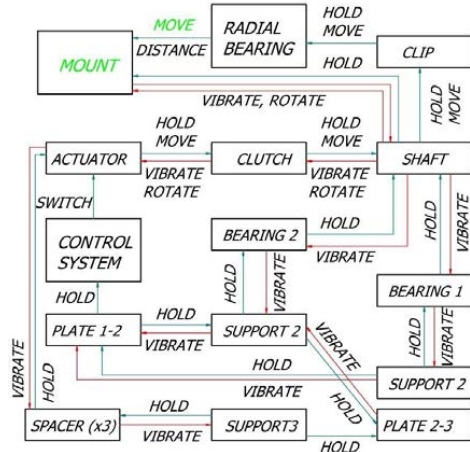 MOVE
RADIAL
BEARING
HOLD
MOVE
CLIP
MOUNT
DISTANCE
HOLD
VIBRATE, ROTATE
HOLD
MOVE
ACTUATOR
HOLD
MOVE
CLUTCH
HOLD
MOVE
SHAFT
VIBRATE
ROTATE
VIBRATE
ROTATE
SWITCH
CONTROL
SYSTEM
BEARING 2
HOLD
VIBRATE
HOLD
VIBRATE
HOLD
HOLD
VIBRATE
BEARING 1
PLATE 1-2
HOLD
VIBRATE
SUPPORT 2
VIBRATE
HOLD
VIBRATE
HOLD
VIBRATE
SUPPORT 2
VIBRATE
HOLD
HOLD
SPACER (x3)
HOLD
VIBRATE
SUPPORT3
HOLD
PLATE 2-3